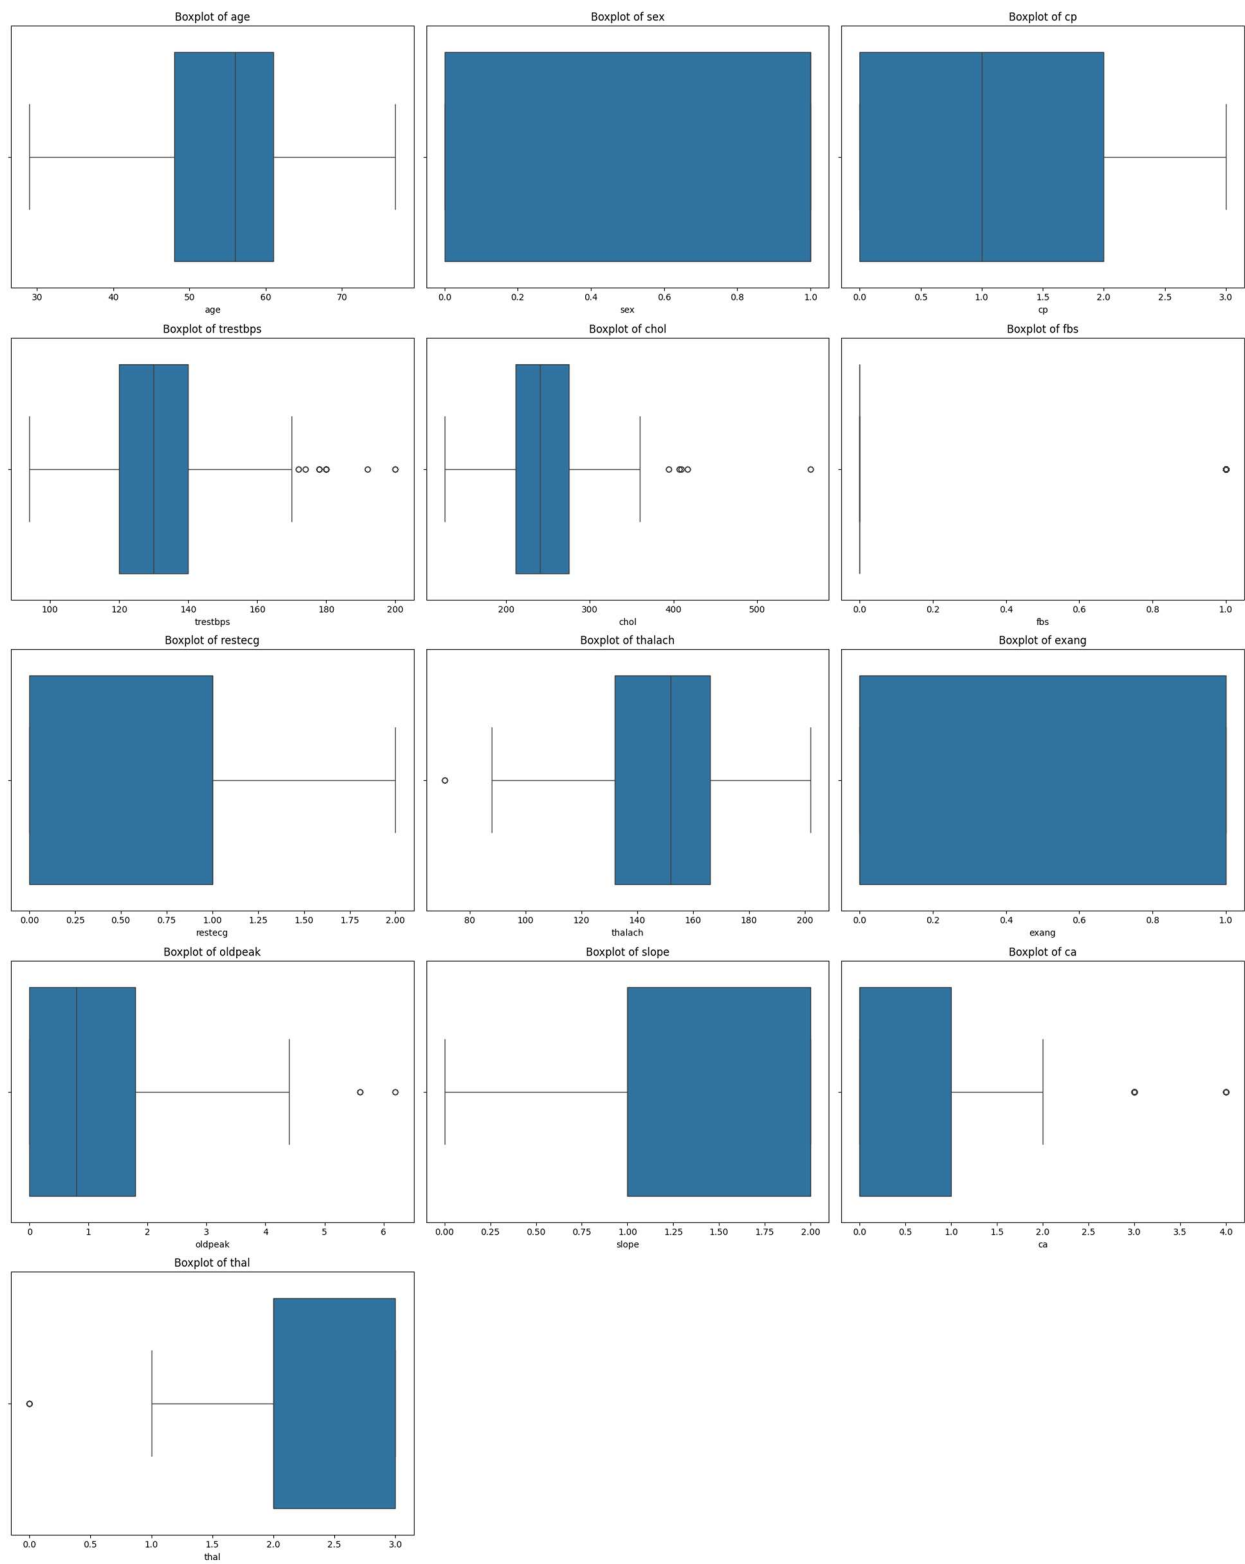 Boxplot of age
Boxplot of sex
Boxplot of cp
30 40 50 60 70
age
0.0 0.2 0.4 0.6 0.8 1.0
sex
0.0 0.5 1.0 1.5 2.0 2.5 3.0
cp
Boxplot of trestbps
Boxplot of chol
Boxplot of fbs
100 120 140 160 180 200
trestbps
200 300 400 500
chol
0.0 0.2 0.4 0.6 0.8 1.0
fbs
Boxplot of restecg
Boxplot of thalach
Boxplot of exang
0.00 0.25 0.50 0.75 1.00 1.25 1.50 1.75 2.00
restecg
80 100 120 140 160 180 200
thalach
0.0 0.2 0.4 0.6 0.8 1.0
exang
Boxplot of oldpeak
Boxplot of slope
Boxplot of ca
0 1 2 3 4 5 6
oldpeak
0.00 0.25 0.50 0.75 1.00 1.25 1.50 1.75 2.00
slope
0.0 0.5 1.0 1.5 2.0 2.5 3.0 3.5 4.0
ca
Boxplot of thal
0.0 0.5 1.0 1.5 2.0 2.5 3.0
thal